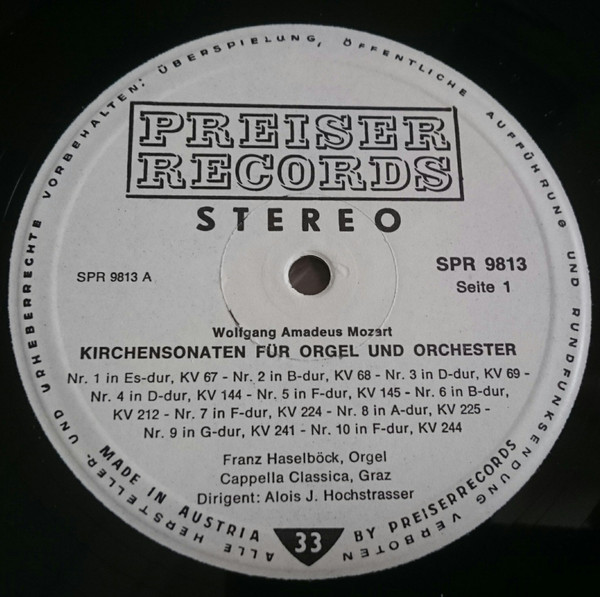 PREISER
RECORDS
STEREO
SPR 9813 A
SPR 9813
Seite 1
Wolfgang Amadeus Mozart
KIRCHENSONATEN FÜR ORGEL UND ORCHESTER
Nr. 1 in Es-dur, KV 67 - Nr. 2 in B-dur, KV 68 - Nr. 3 in D-dur, KV 69 -
Nr. 4 in D-dur, KV 144 - Nr. 5 in F-dur, KV 145 - Nr. 6 in B-dur,
KV 212 - Nr. 7 in F-dur, KV 224 - Nr. 8 in A-dur, KV 225 -
Nr. 9 in G-dur, KV 241 - Nr. 10 in F-dur, KV 244
Franz Haselböck, Orgel
Cappella Classica, Graz
Dirigent: Alois J. Hochstrasser
MADE IN AUSTRIA
33
BY PREISERRECORDS
ALLE HERSTELLER. UND URHEBERRECHTE VORBEHALTEN: ÜBERSPIELUNG, ÖFFENTLICHE AUFFÜHRUNG UND RUNDFUNKSENDUNG VERBOTEN